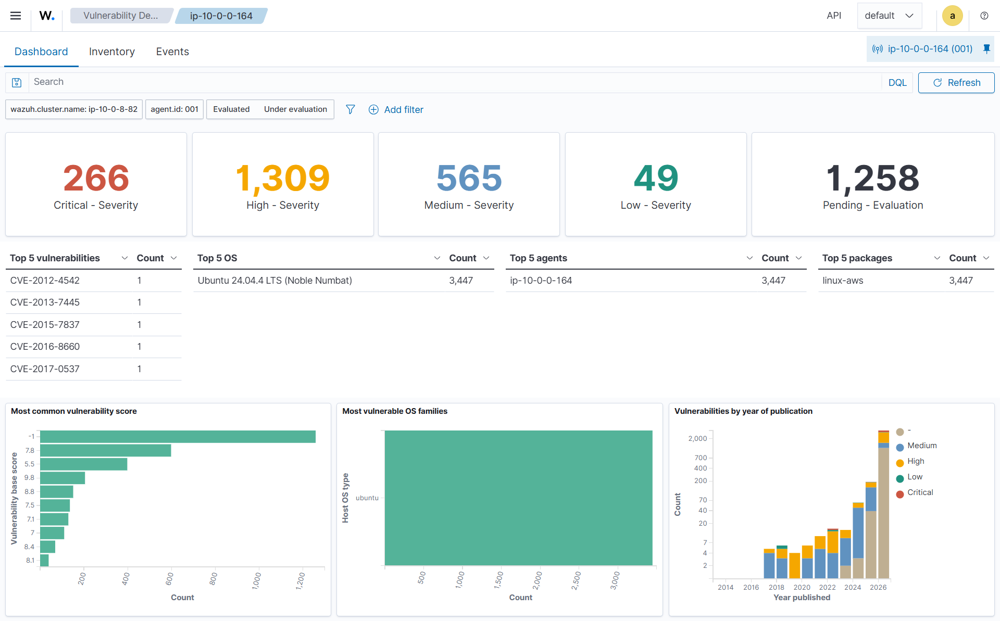 W.
Vulnerability De...
ip-10-0-0-164
API
default
a
Dashboard
Inventory
Events
ip-10-0-0-164 (001)
Search
DQL
Refresh
wazuh.cluster.name: ip-10-0-8-82
agent.id: 001
Evaluated
Under evaluation
Add filter
266
Critical - Severity
1,309
High - Severity
565
Medium - Severity
49
Low - Severity
1,258
Pending - Evaluation
Top 5 vulnerabilities Count
CVE-2012-4542 1
CVE-2013-7445 1
CVE-2015-7837 1
CVE-2016-8660 1
CVE-2017-0537 1
Top 5 OS Count
Ubuntu 24.04.4 LTS (Noble Numbat) 3,447
Top 5 agents Count
ip-10-0-0-164 3,447
Top 5 packages Count
linux-aws 3,447
Most common vulnerability score
Vulnerability base score
-1
7.8
5.5
9.8
8.8
7.5
7.1
7
8.4
8.1
200
400
600
800
1,000
1,200
Count
Most vulnerable OS families
Host OS type
ubuntu
500
1,000
1,500
2,000
2,500
3,000
Count
Vulnerabilities by year of publication
Count
2,000
700
400
200
70
40
20
7
4
2
2014
2016
2018
2020
2022
2024
2026
Year published
-
Medium
High
Low
Critical